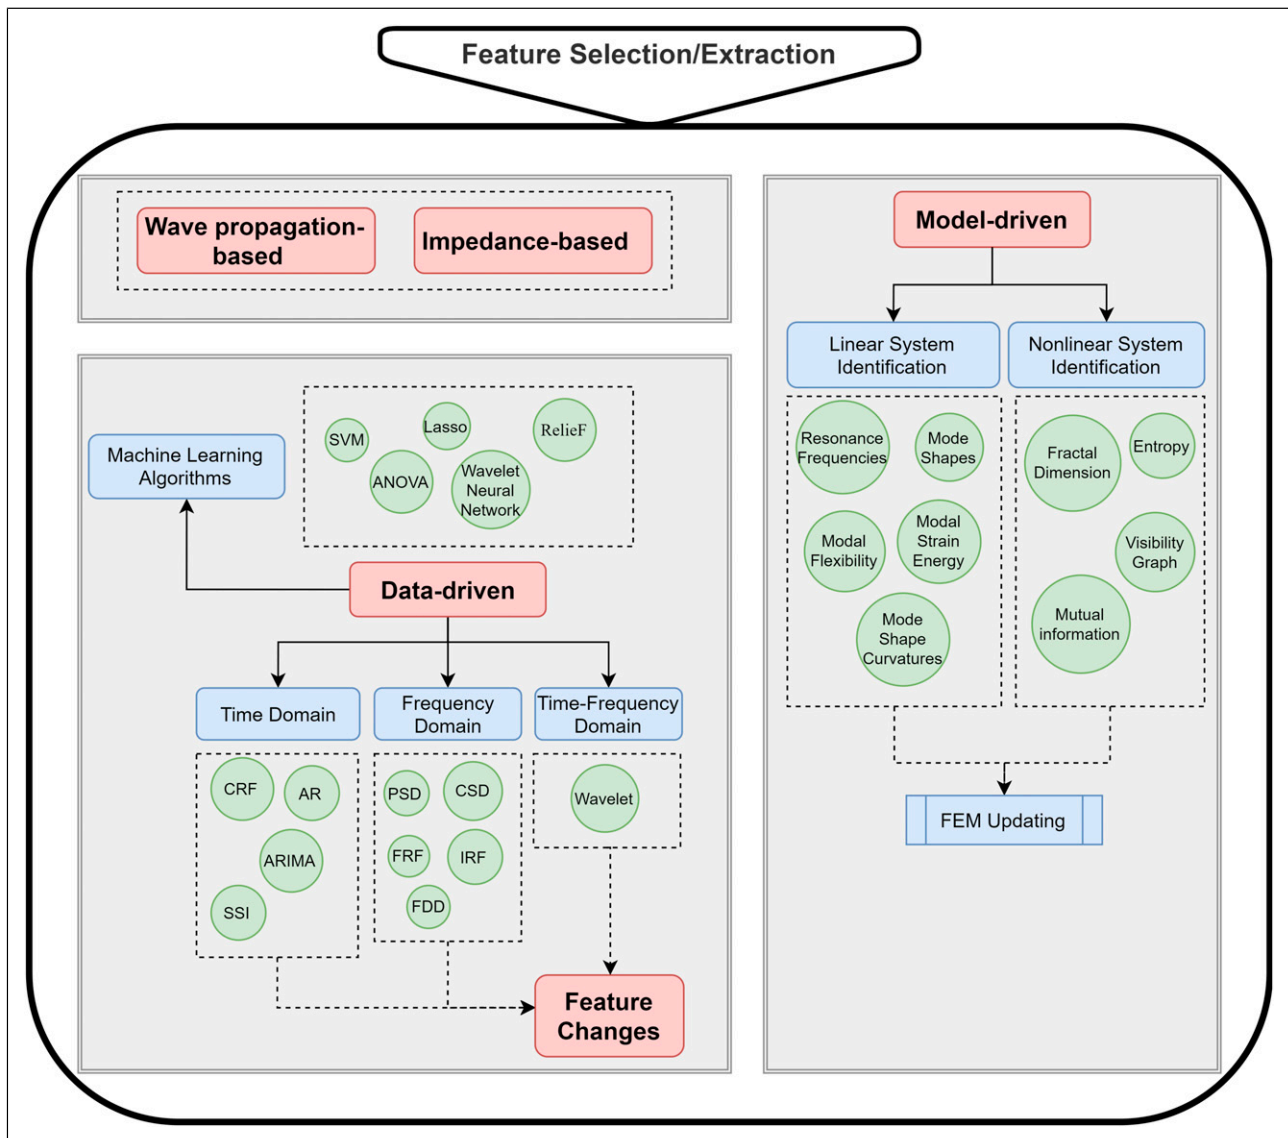 Feature Selection/Extraction
Wave propagation-
based
Impedance-based
Machine Learning
Algorithms
SVM
Lasso
RelieF
ANOVA
Wavelet
Neural
Network
Data-driven
Time Domain
Frequency
Domain
Time-Frequency
Domain
CRF
AR
ARIMA
SSI
PSD
CSD
FRF
IRF
FDD
Wavelet
Feature
Changes
Model-driven
Linear System
Identification
Nonlinear System
Identification
Resonance
Frequencies
Mode
Shapes
Modal
Flexibility
Modal
Strain
Energy
Mode
Shape
Curvatures
Fractal
Dimension
Entropy
Visibility
Graph
Mutual
information
FEM Updating